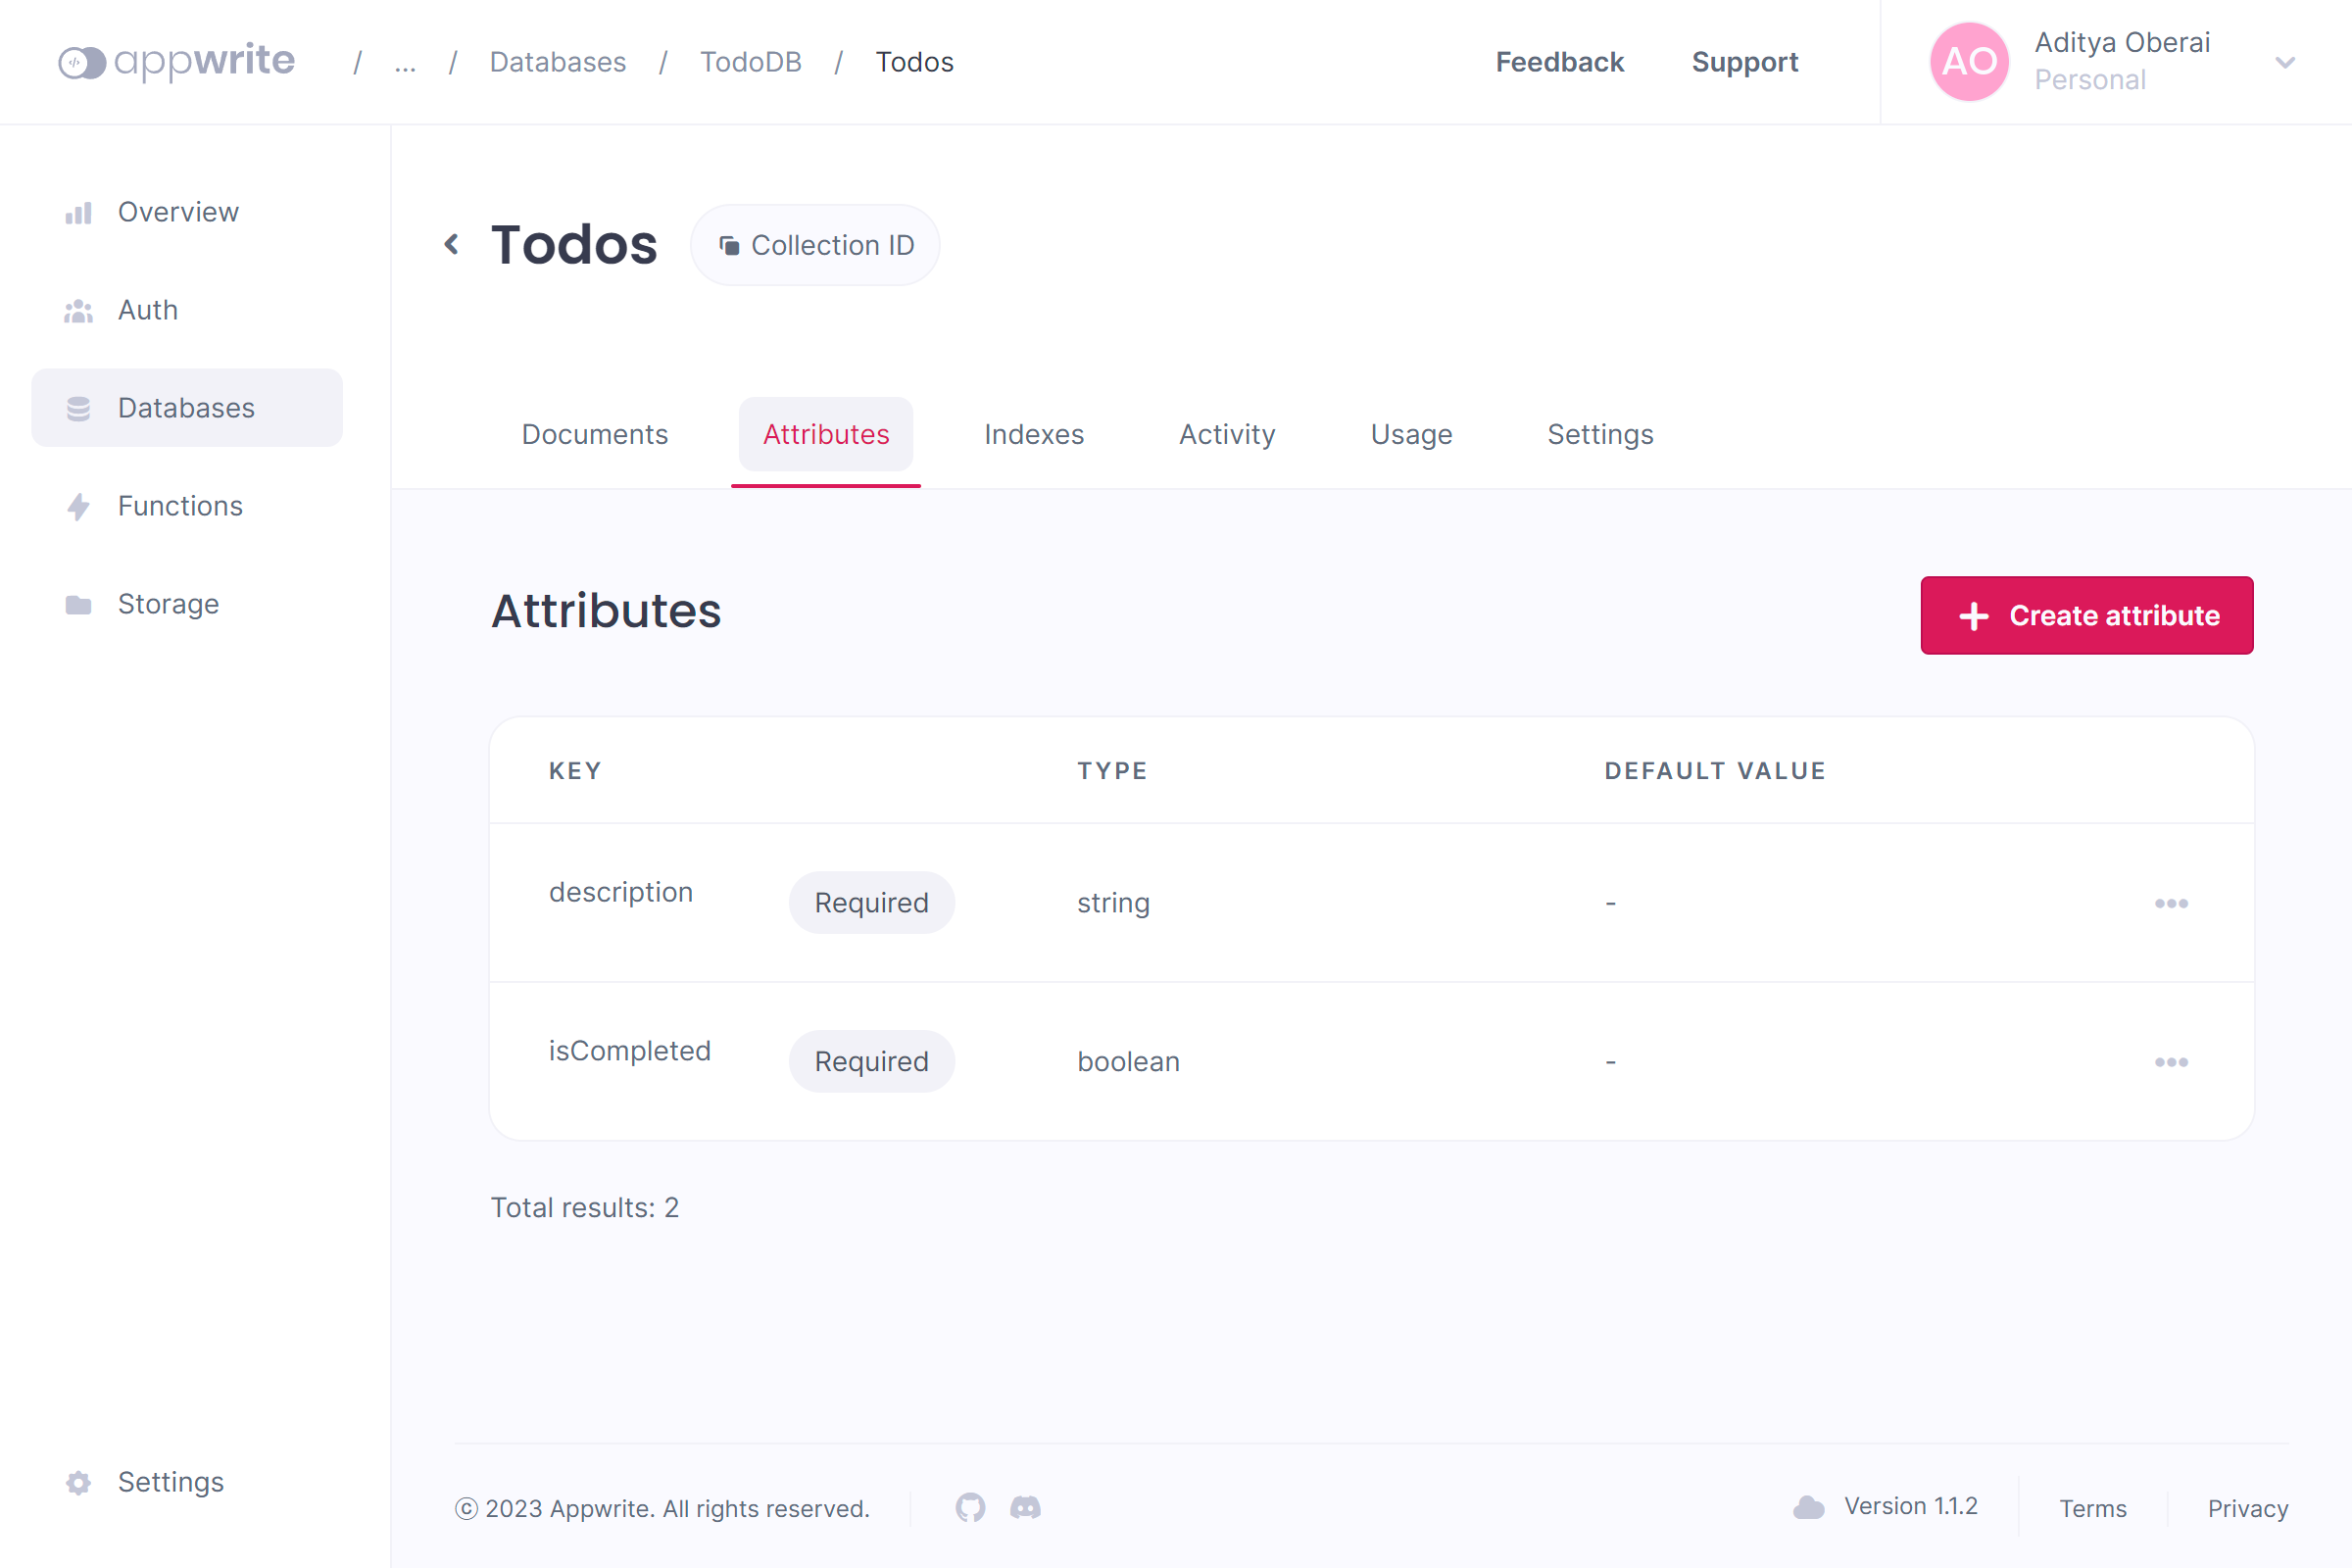 appwrite / ... / Databases / TodoDB / Todos
Feedback Support
AO Aditya Oberai
Personal
Overview
Auth
Databases
Functions
Storage
Settings
Todos Collection ID
Documents Attributes Indexes Activity Usage Settings
Attributes
Create attribute
KEY TYPE DEFAULT VALUE
description Required string -
isCompleted Required boolean -
Total results: 2
ⓒ 2023 Appwrite. All rights reserved.
Version 1.1.2 Terms Privacy